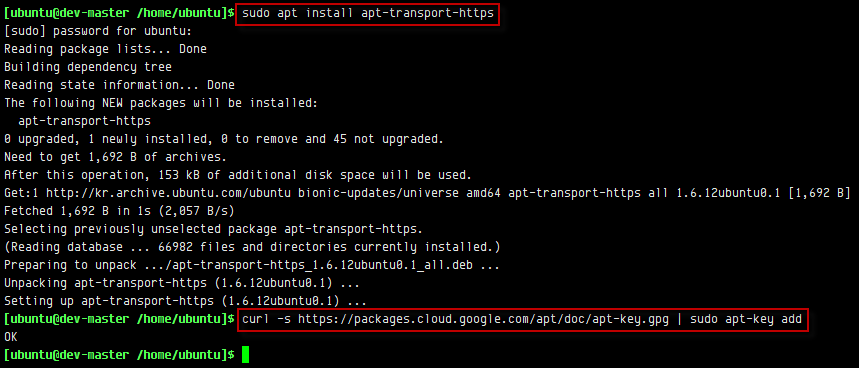 [ubuntu@dev-master /home/ubuntu]$ sudo apt install apt-transport-https
[sudo] password for ubuntu:
Reading package lists... Done
Building dependency tree
Reading state information... Done
The following NEW packages will be installed:
  apt-transport-https
0 upgraded, 1 newly installed, 0 to remove and 45 not upgraded.
Need to get 1,692 B of archives.
After this operation, 153 kB of additional disk space will be used.
Get:1 http://kr.archive.ubuntu.com/ubuntu bionic-updates/universe amd64 apt-transport-https all 1.6.12ubuntu0.1 [1,692 B]
Fetched 1,692 B in 1s (2,057 B/s)
Selecting previously unselected package apt-transport-https.
(Reading database ... 66982 files and directories currently installed.)
Preparing to unpack .../apt-transport-https_1.6.12ubuntu0.1_all.deb ...
Unpacking apt-transport-https (1.6.12ubuntu0.1) ...
Setting up apt-transport-https (1.6.12ubuntu0.1) ...
[ubuntu@dev-master /home/ubuntu]$ curl -s https://packages.cloud.google.com/apt/doc/apt-key.gpg | sudo apt-key add
OK
[ubuntu@dev-master /home/ubuntu]$